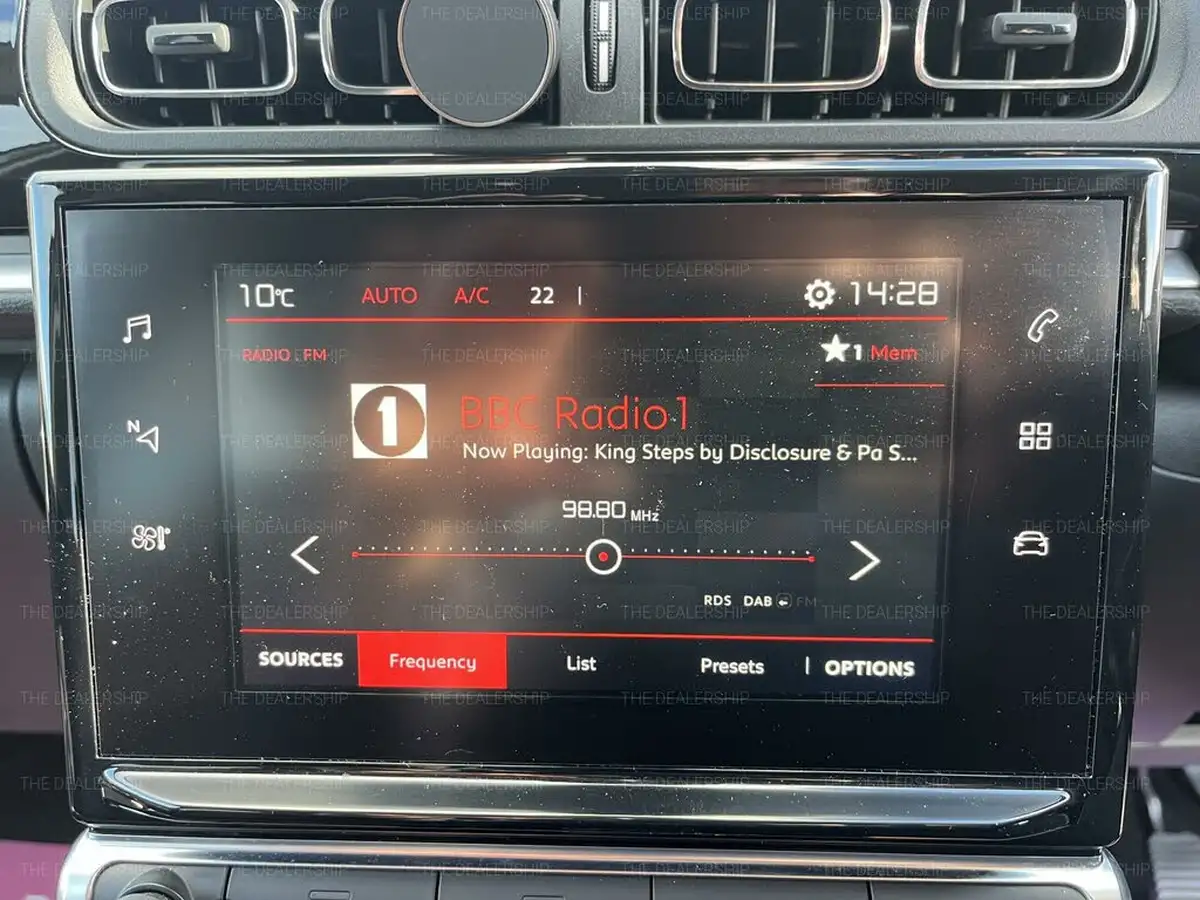 10°C AUTO A/C 22 14:28
RADIO : FM ★1 Mem
1 BBC Radio1
Now Playing: King Steps by Disclosure & Pa S...
98.80 MHz
N
RDS DAB FM
SOURCES Frequency List Presets OPTIONS
THE DEALERSHIP